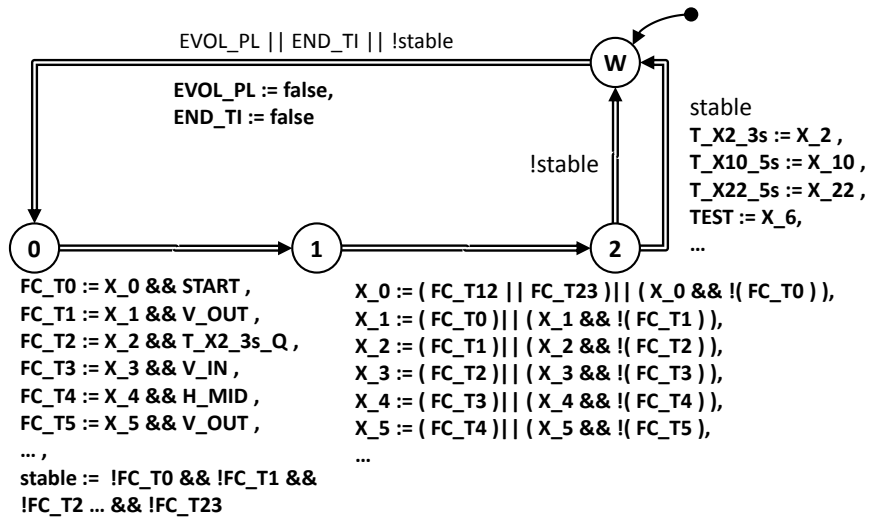 EVOL_PL || END_TI || !stable
W
EVOL_PL := false,
END_TI := false
stable
T_X2_3s := X_2 ,
T_X10_5s := X_10 ,
T_X22_5s := X_22 ,
TEST := X_6,
…
!stable
0
1
2
FC_T0 := X_0 && START ,
FC_T1 := X_1 && V_OUT ,
FC_T2 := X_2 && T_X2_3s_Q ,
FC_T3 := X_3 && V_IN ,
FC_T4 := X_4 && H_MID ,
FC_T5 := X_5 && V_OUT ,
… ,
stable := !FC_T0 && !FC_T1 &&
!FC_T2 … && !FC_T23
X_0 := ( FC_T12 || FC_T23 )|| ( X_0 && !( FC_T0 ) ),
X_1 := ( FC_T0 )|| ( X_1 && !( FC_T1 ) ),
X_2 := ( FC_T1 )|| ( X_2 && !( FC_T2 ) ),
X_3 := ( FC_T2 )|| ( X_3 && !( FC_T3 ) ),
X_4 := ( FC_T3 )|| ( X_4 && !( FC_T4 ) ),
X_5 := ( FC_T4 )|| ( X_5 && !( FC_T5 ),
…